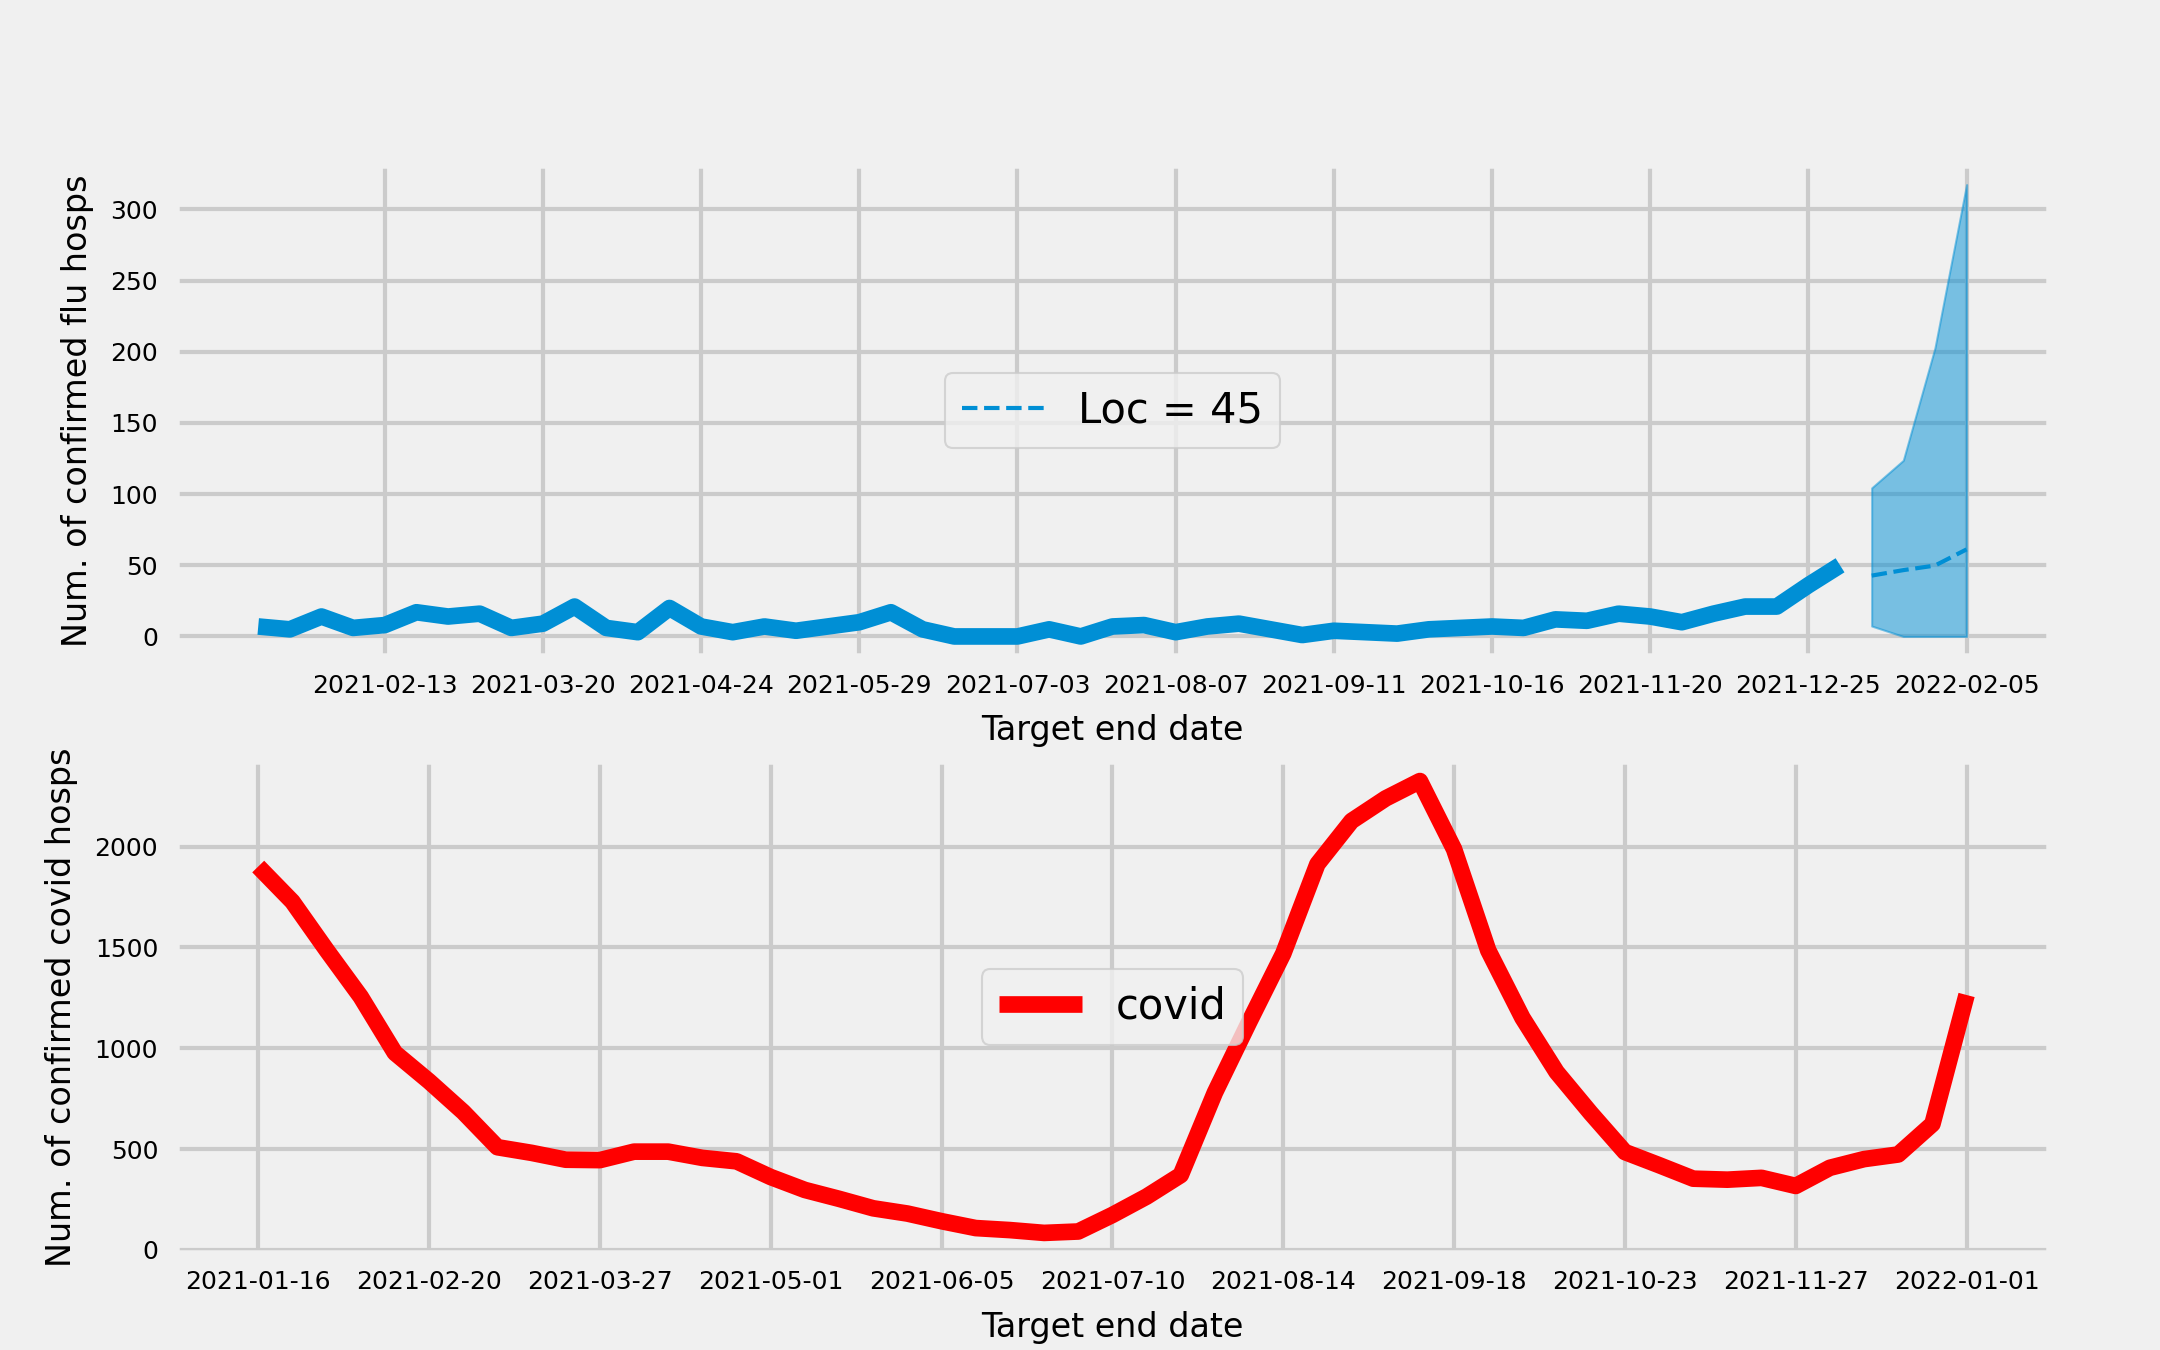 Num. of confirmed flu hosps
300
250
200
150
100
50
0
Loc = 45
2021-02-13 2021-03-20 2021-04-24 2021-05-29 2021-07-03 2021-08-07 2021-09-11 2021-10-16 2021-11-20 2021-12-25 2022-02-05
Target end date
Num. of confirmed covid hosps
2000
1500
1000
500
0
covid
2021-01-16 2021-02-20 2021-03-27 2021-05-01 2021-06-05 2021-07-10 2021-08-14 2021-09-18 2021-10-23 2021-11-27 2022-01-01
Target end date